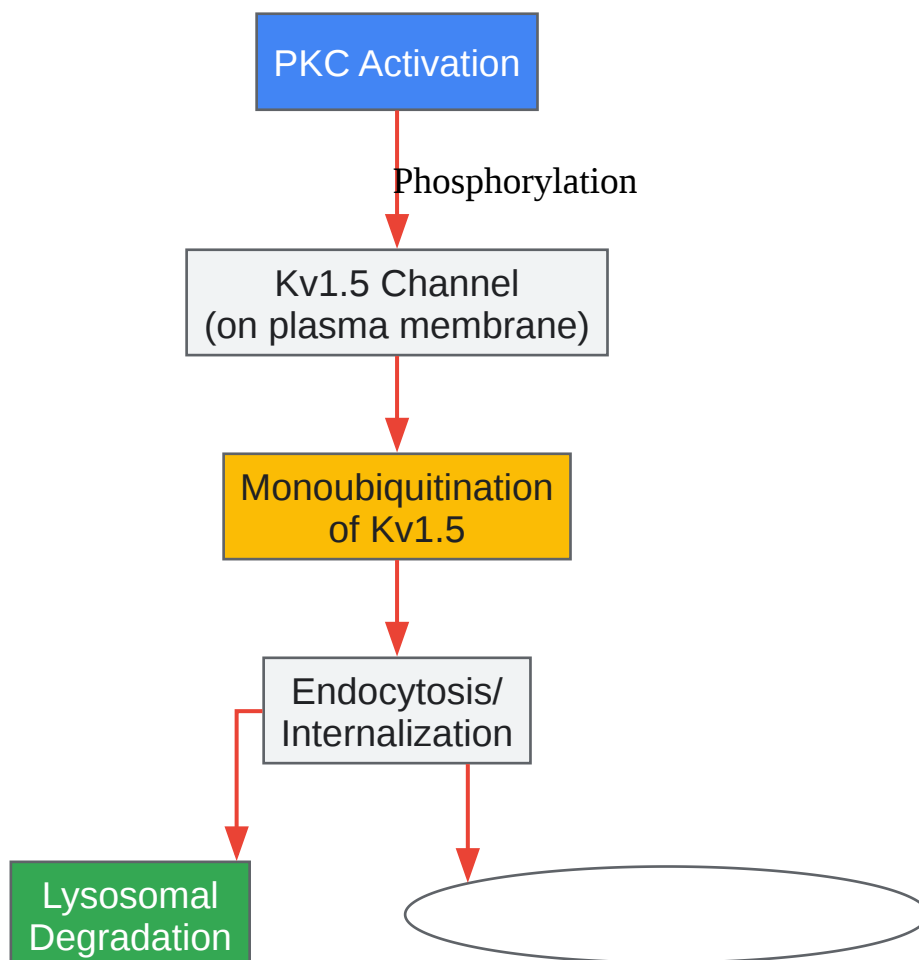 PKC Activation
Phosphorylation
Kv1.5 Channel
(on plasma membrane)
Monoubiquitination
of Kv1.5
Endocytosis/
Internalization
Lysosomal
Degradation